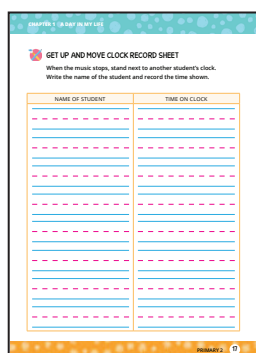 CHAPTER 1 | A DAY IN MY LIFE
GET UP AND MOVE CLOCK RECORD SHEET
When the music stops, stand next to another student's clock.
Write the name of the student and record the time shown.
NAME OF STUDENT
TIME ON CLOCK
PRIMARY 2 17